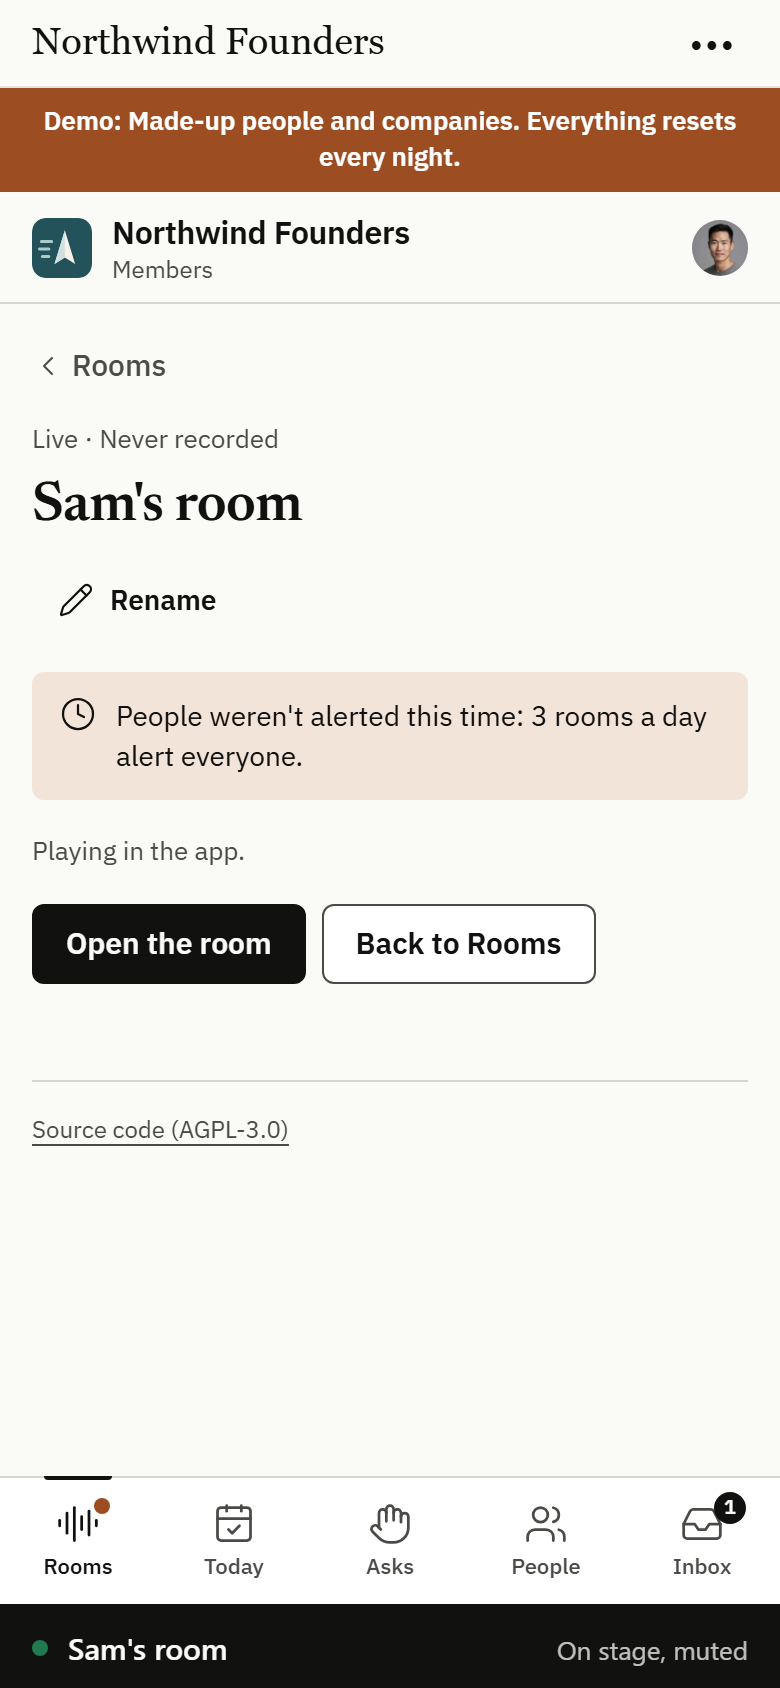 Northwind Founders
Demo: Made-up people and companies. Everything resets
every night.
Northwind Founders
Members
Rooms
Live · Never recorded
Sam's room
Rename
People weren't alerted this time: 3 rooms a day
alert everyone.
Playing in the app.
Open the room
Back to Rooms
Source code (AGPL-3.0)
Rooms
Today
Asks
People
1
Inbox
Sam's room
On stage, muted